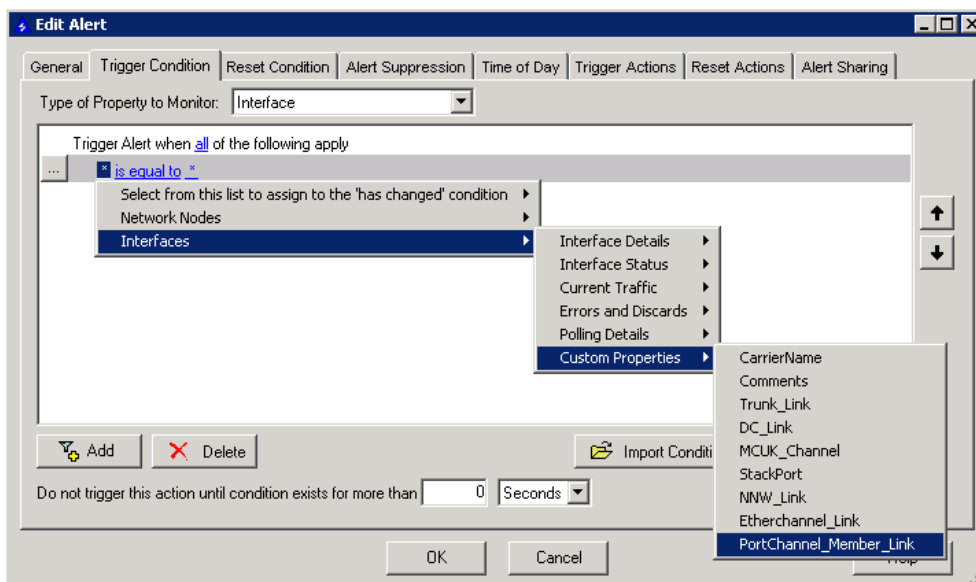 Edit Alert
General Trigger Condition Reset Condition Alert Suppression Time of Day Trigger Actions Reset Actions Alert Sharing
Type of Property to Monitor: Interface
Trigger Alert when all of the following apply
... * is equal to *
Select from this list to assign to the 'has changed' condition
Network Nodes
Interfaces
Interface Details
Interface Status
Current Traffic
Errors and Discards
Polling Details
Custom Properties
CarrierName
Comments
Trunk_Link
DC_Link
MCUK_Channel
StackPort
NNW_Link
Etherchannel_Link
PortChannel_Member_Link
Add Delete Import Conditi
Do not trigger this action until condition exists for more than 0 Seconds
OK Cancel Help